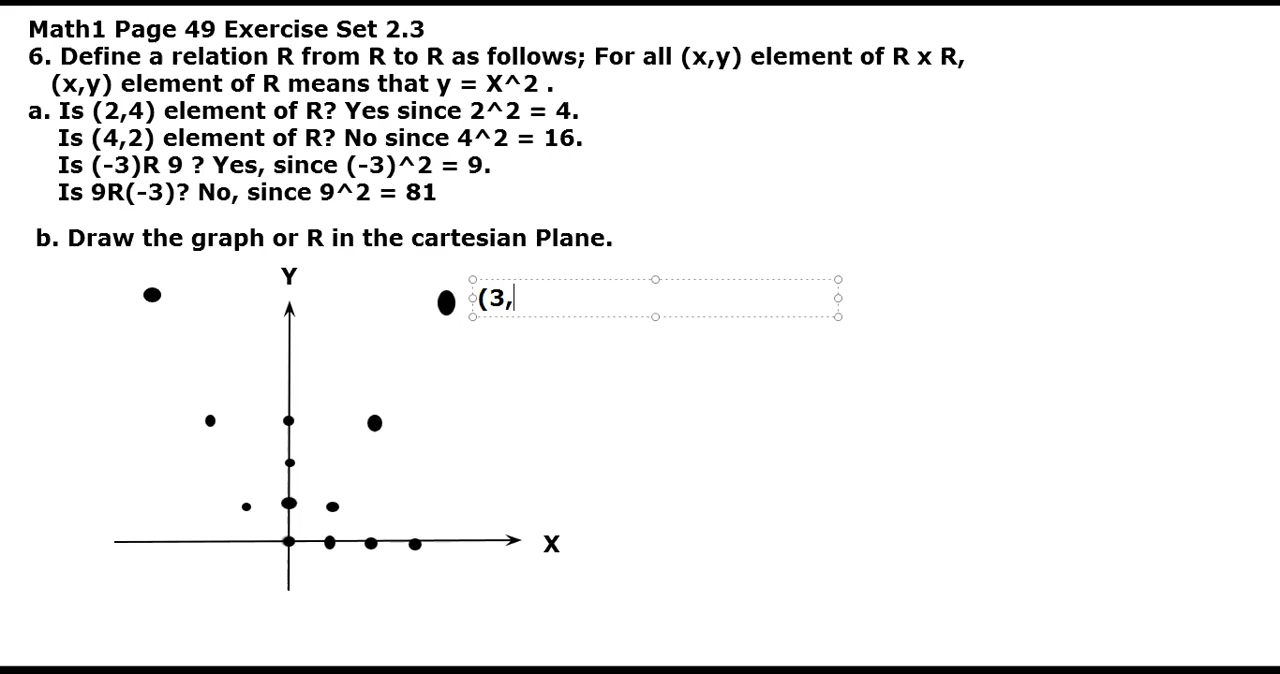 Math1 Page 49 Exercise Set 2.3
6. Define a relation R from R to R as follows; For all (x,y) element of R x R,
(x,y) element of R means that y = X^2 .
a. Is (2,4) element of R? Yes since 2^2 = 4.
Is (4,2) element of R? No since 4^2 = 16.
Is (-3)R 9 ? Yes, since (-3)^2 = 9.
Is 9R(-3)? No, since 9^2 = 81
b. Draw the graph or R in the cartesian Plane.
Y
(3,
X